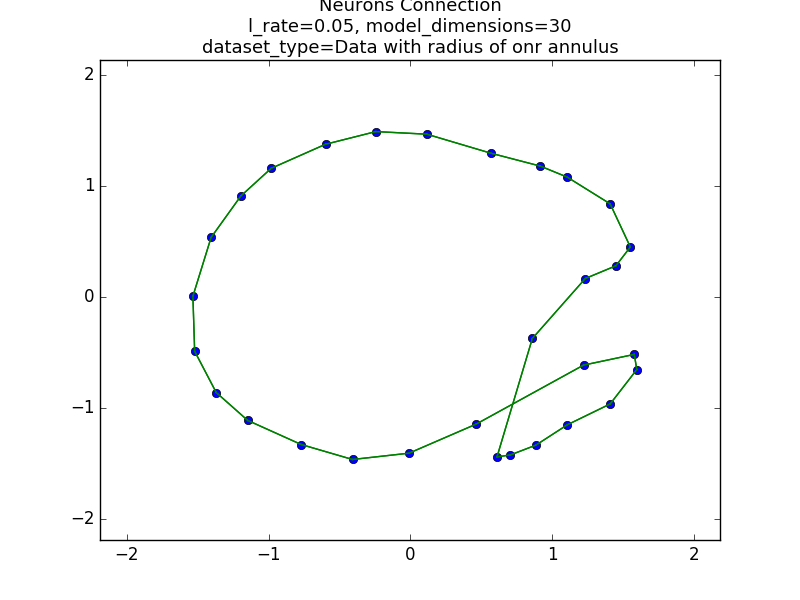 Neurons Connection
l_rate=0.05, model_dimensions=30
dataset_type=Data with radius of onr annulus
2
1
0
−1
−2
−2 −1 0 1 2